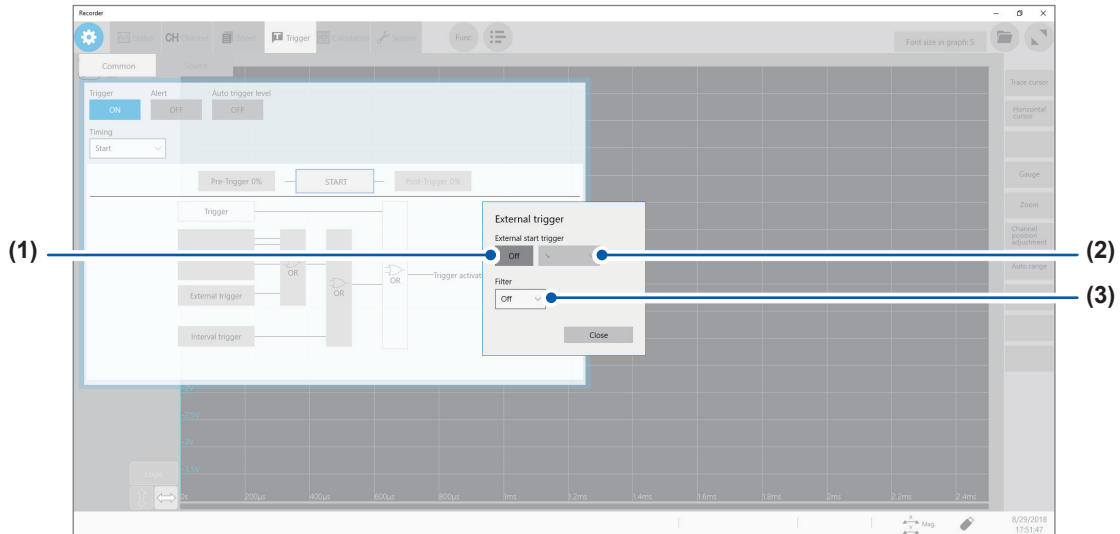 Recorder
Status
CH Channel
Sheet
Trigger
Calculation
System
Func
Font size in graph: S
Common
Source
Trace cursor
Trigger Alert Auto trigger level
ON OFF OFF
Horizontal
cursor
Timing
Start
Pre-Trigger 0% START Post-Trigger 0%
Gauge
Trigger
External trigger
Zoom
External start trigger
Channel
position
adjustment
(1)
Off
(2)
OR
OR
Trigger activat
Auto range
Filter
External trigger
OR
Off
(3)
Interval trigger
Close
-2V
-2.5V
-3V
-3.5V
Logic
0s 200μs 400μs 600μs 800μs 1ms 1.2ms 1.4ms 1.6ms 1.8ms 2ms 2.2ms 2.4ms
X
Y
Mag.
8/29/2018
17:51:47